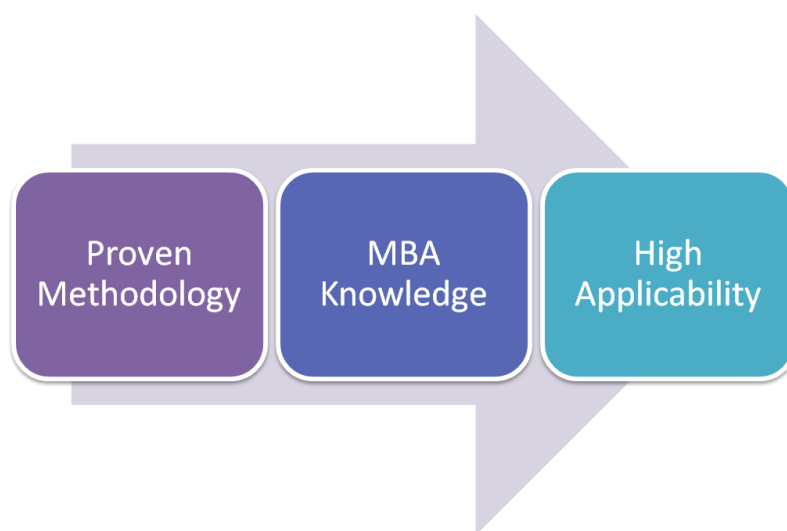 Proven
Methodology
MBA
Knowledge
High
Applicability